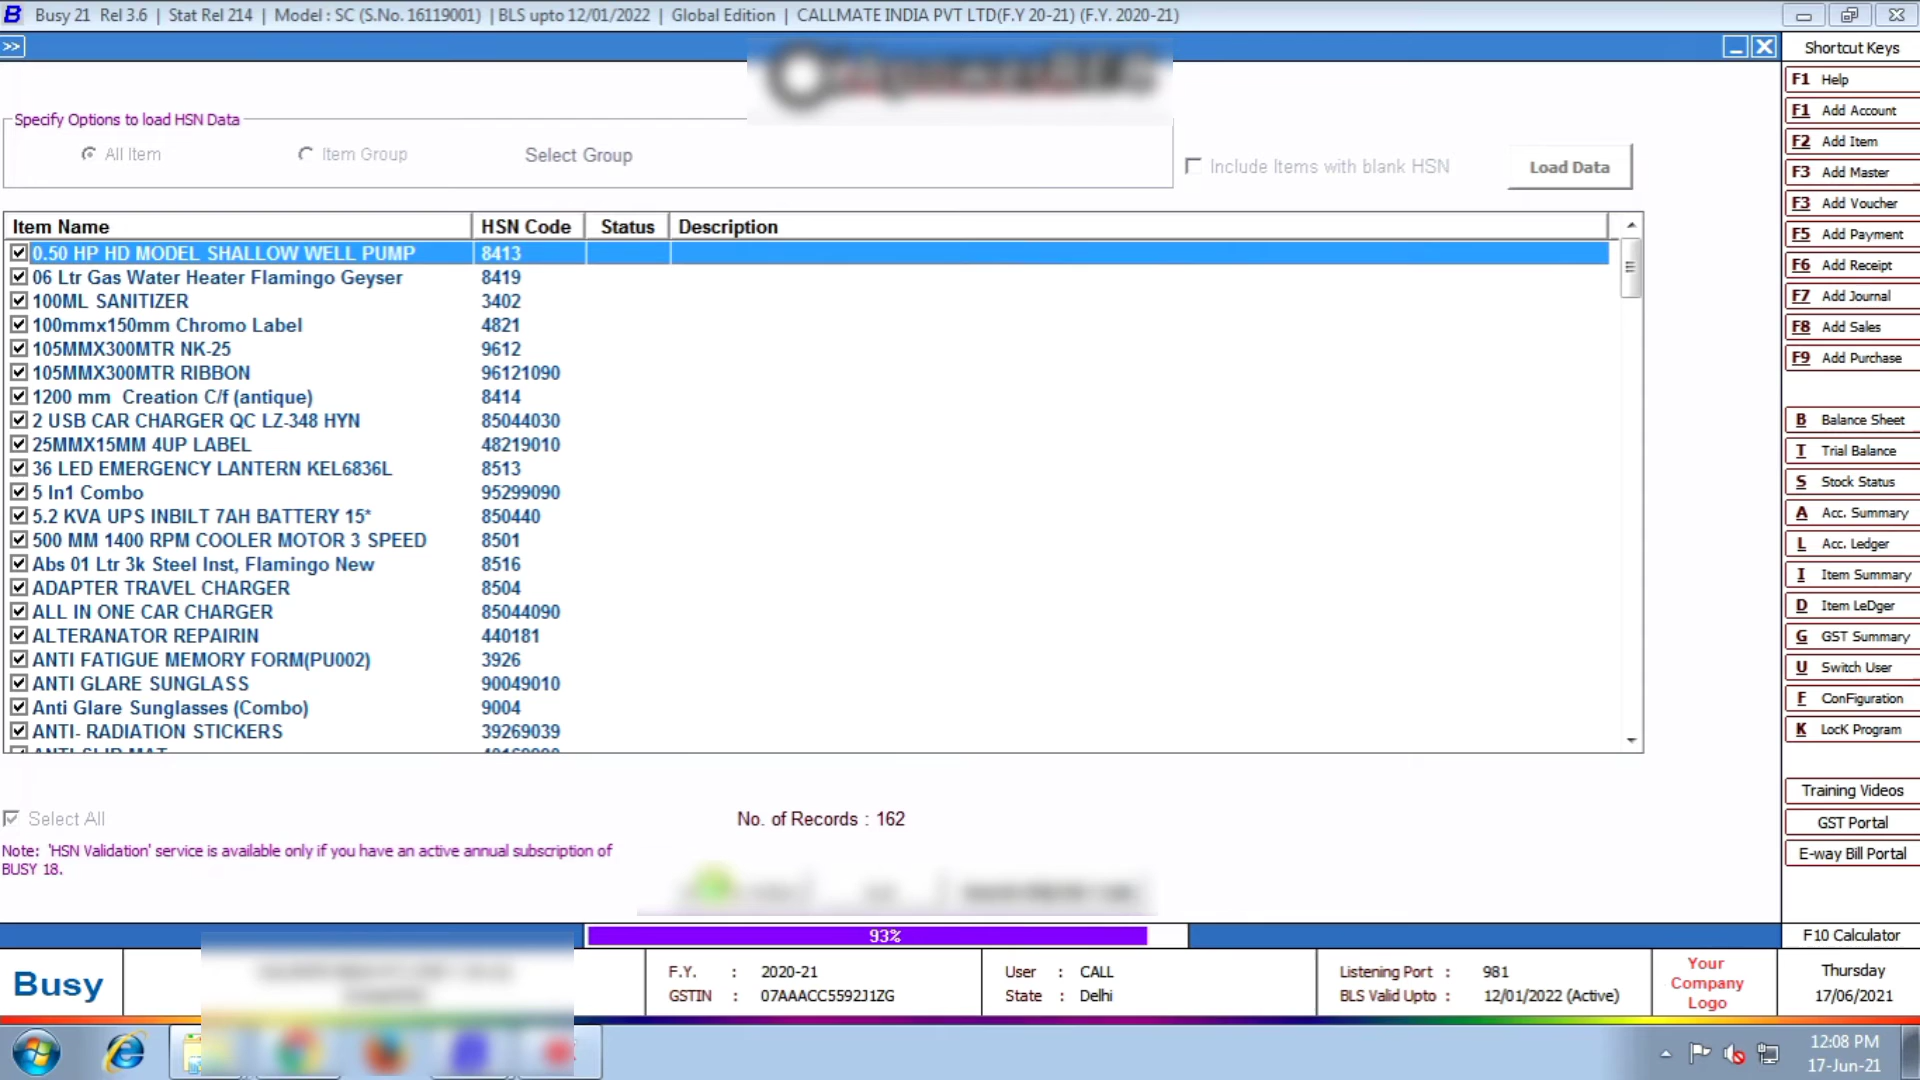 Busy 21 Rel 3.6 | Stat Rel 214 | Model : SC (S.No. 16119001) | BLS upto 12/01/2022 | Global Edition | CALLMATE INDIA PVT LTD(F.Y 20-21) (F.Y. 2020-21)
>>
Specify Options to load HSN Data
All Item
Item Group
Select Group
Include Items with blank HSN
Load Data
Item Name HSN Code Status Description
0.50 HP HD MODEL SHALLOW WELL PUMP 8413
06 Ltr Gas Water Heater Flamingo Geyser 8419
100ML SANITIZER 3402
100mmx150mm Chromo Label 4821
105MMX300MTR NK-25 9612
105MMX300MTR RIBBON 96121090
1200 mm Creation C/f (antique) 8414
2 USB CAR CHARGER QC LZ-348 HYN 85044030
25MMX15MM 4UP LABEL 48219010
36 LED EMERGENCY LANTERN KEL6836L 8513
5 In1 Combo 95299090
5.2 KVA UPS INBILT 7AH BATTERY 15* 850440
500 MM 1400 RPM COOLER MOTOR 3 SPEED 8501
Abs 01 Ltr 3k Steel Inst, Flamingo New 8516
ADAPTER TRAVEL CHARGER 8504
ALL IN ONE CAR CHARGER 85044090
ALTERANATOR REPAIRIN 440181
ANTI FATIGUE MEMORY FORM(PU002) 3926
ANTI GLARE SUNGLASS 90049010
Anti Glare Sunglasses (Combo) 9004
ANTI- RADIATION STICKERS 39269039
Select All
No. of Records : 162
Note: 'HSN Validation' service is available only if you have an active annual subscription of
BUSY 18.
93%
Busy
F.Y. : 2020-21
GSTIN : 07AAACC5592J1ZG
User : CALL
State : Delhi
Listening Port : 981
BLS Valid Upto : 12/01/2022 (Active)
Your
Company
Logo
Shortcut Keys
F1 Help
F1 Add Account
F2 Add Item
F3 Add Master
F3 Add Voucher
F5 Add Payment
F6 Add Receipt
F7 Add Journal
F8 Add Sales
F9 Add Purchase
B Balance Sheet
T Trial Balance
S Stock Status
A Acc. Summary
L Acc. Ledger
I Item Summary
D Item LeDger
G GST Summary
U Switch User
F ConFiguration
K LocK Program
Training Videos
GST Portal
E-way Bill Portal
F10 Calculator
Thursday
17/06/2021
12:08 PM
17-Jun-21